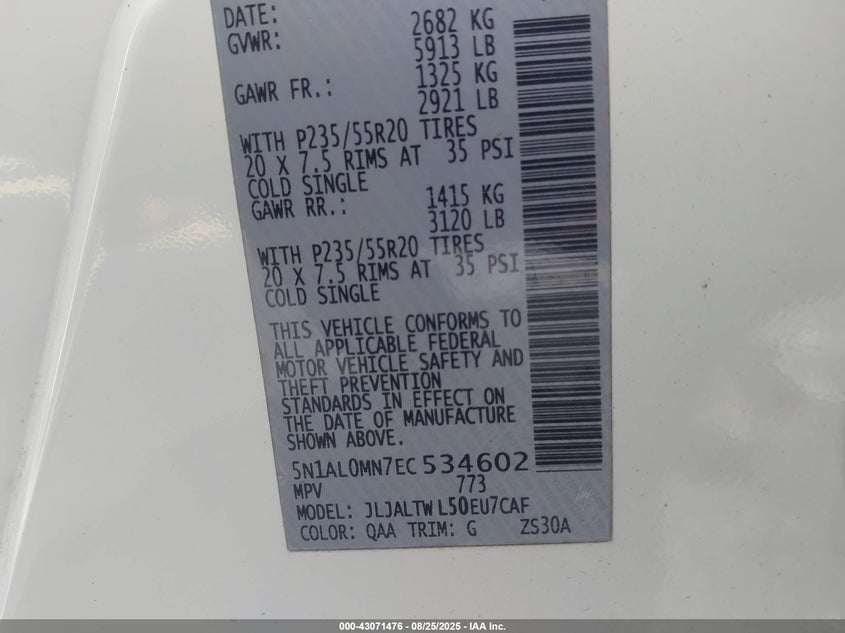 DATE:
2682 KG
GVWR: 5913 LB
1325 KG
GAWR FR.: 2921 LB
WITH P235/55R20 TIRES
20 X 7.5 RIMS AT 35 PSI
COLD SINGLE
GAWR RR.: 1415 KG
3120 LB
WITH P235/55R20 TIRES
20 X 7.5 RIMS AT 35 PSI
COLD SINGLE
THIS VEHICLE CONFORMS TO
ALL APPLICABLE FEDERAL
MOTOR VEHICLE SAFETY AND
THEFT PREVENTION
STANDARDS IN EFFECT ON
THE DATE OF MANUFACTURE
SHOWN ABOVE.
5N1AL0MN7EC534602
MPV 773
MODEL: JLJALTWL50EU7CAF
COLOR: QAA TRIM: G ZS30A
000-43071476 - 08/25/2025 - IAA Inc.